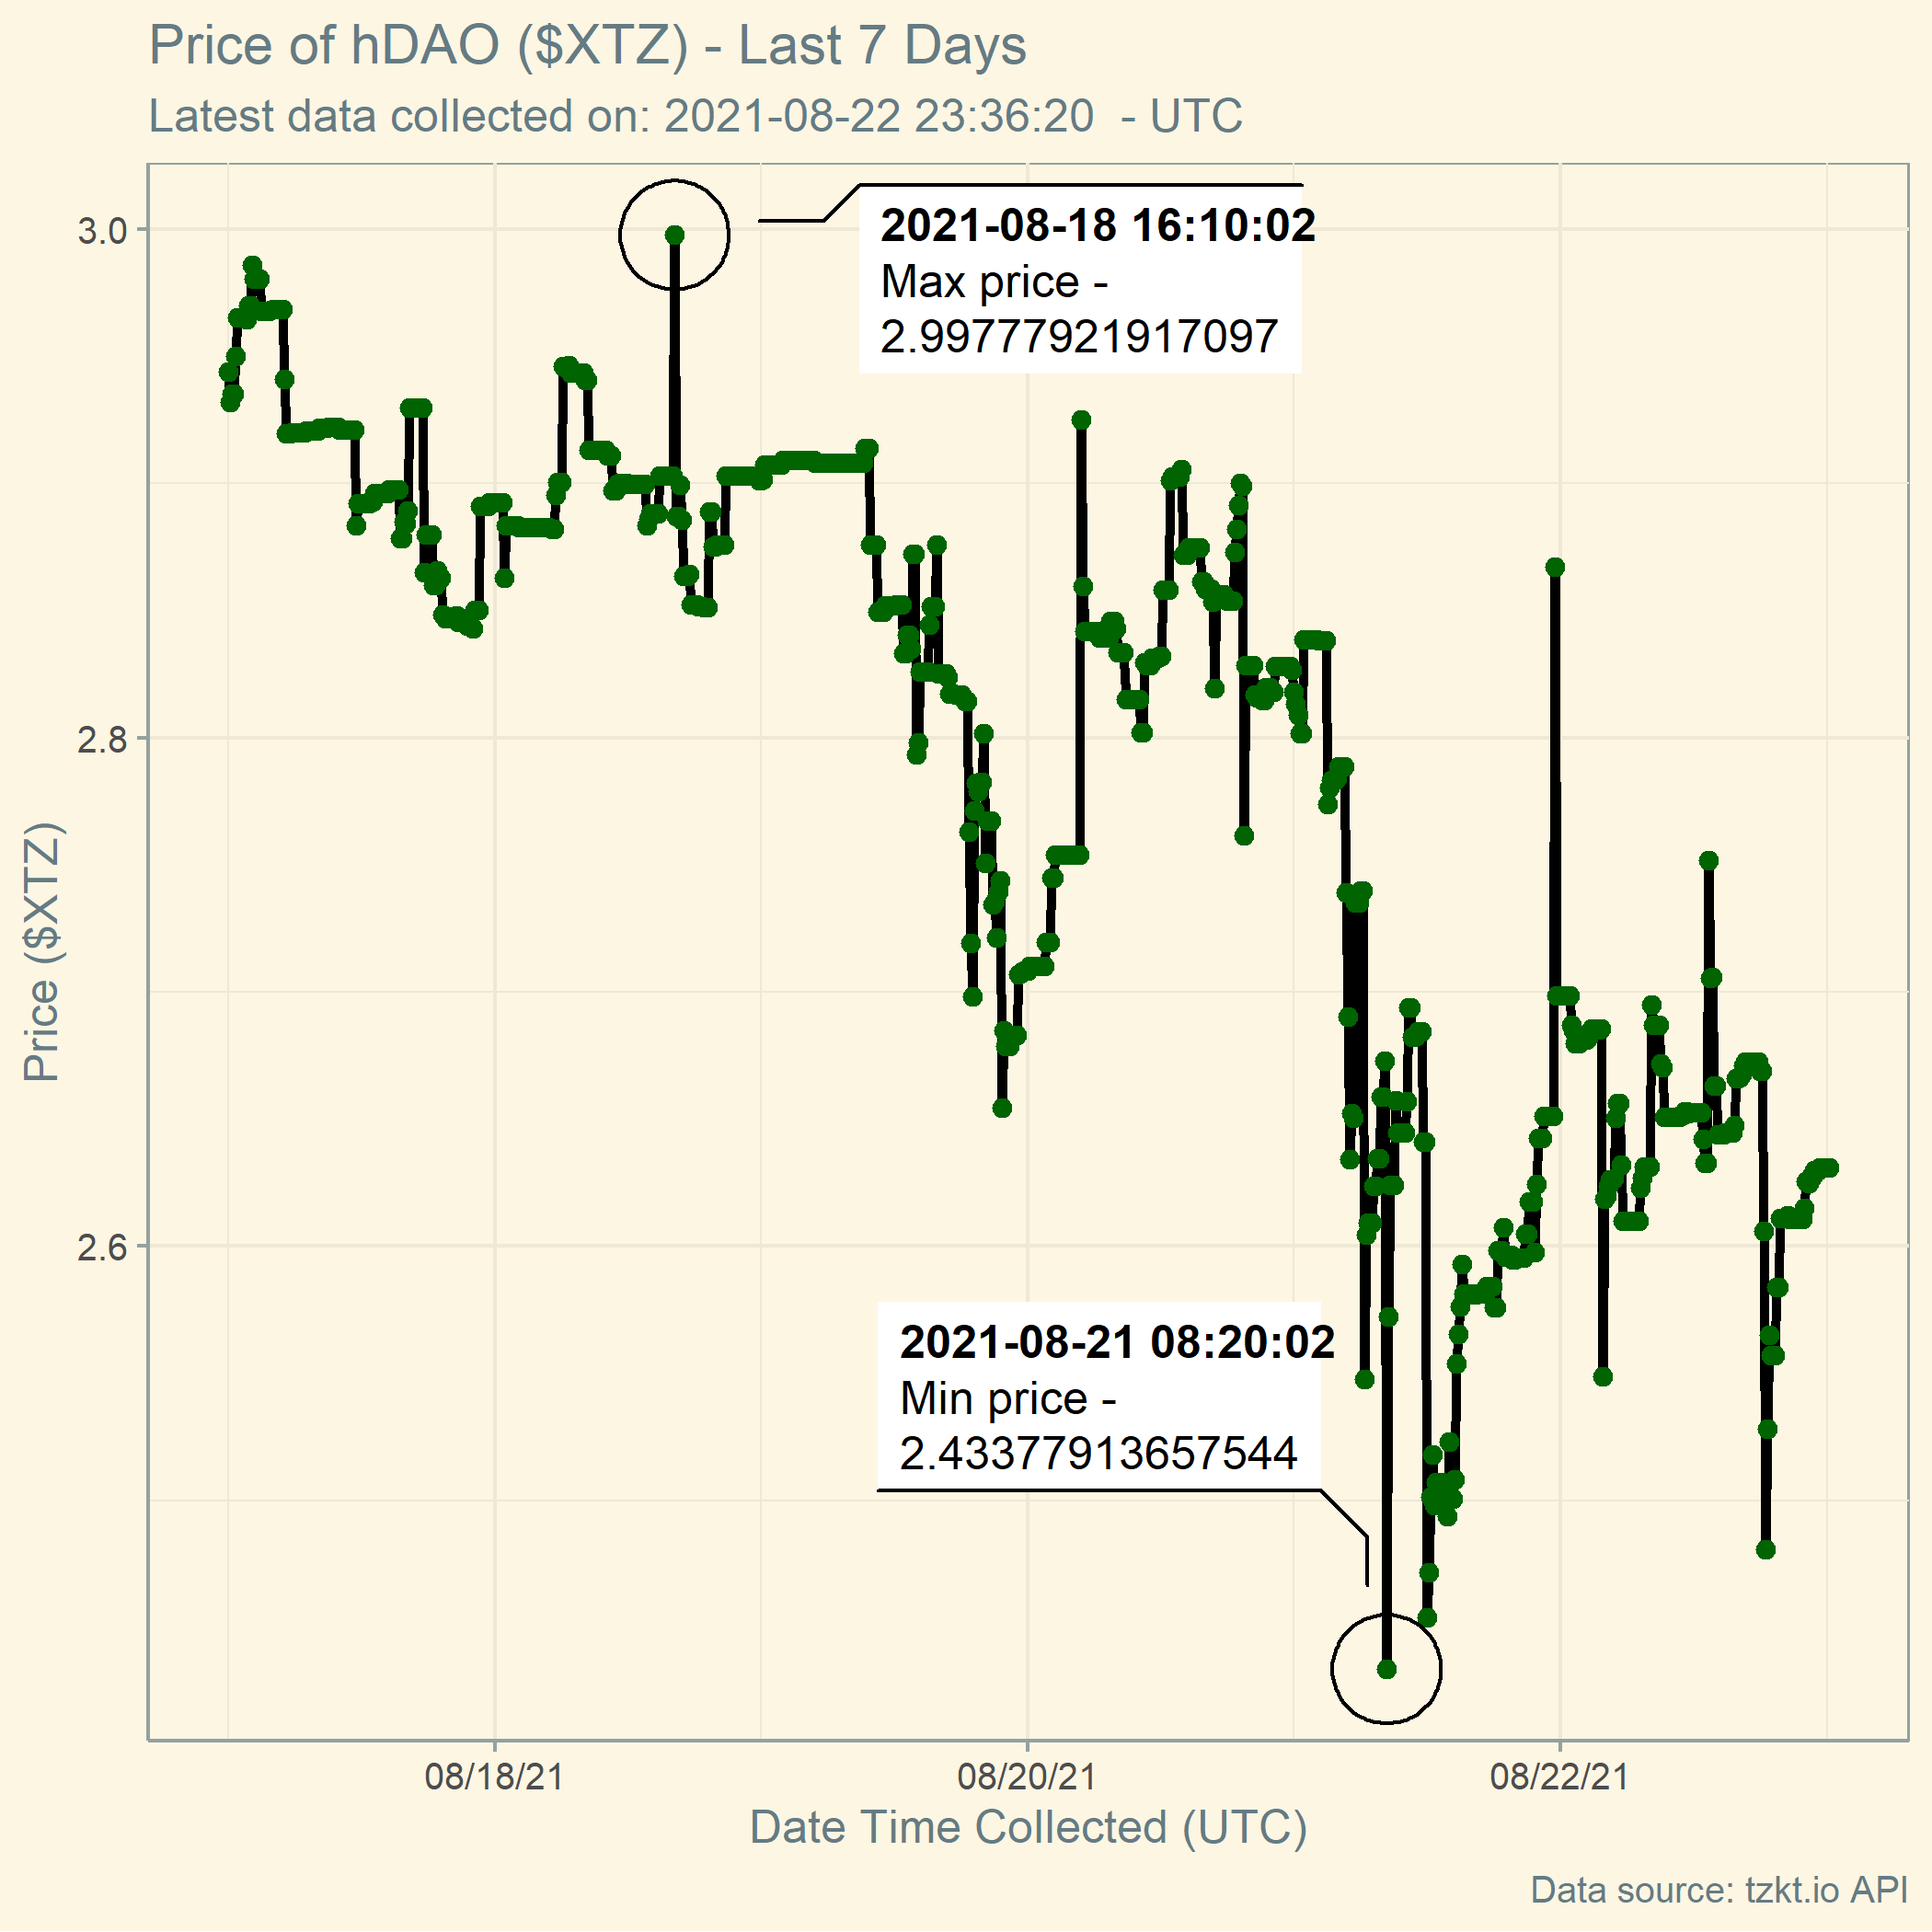 Price of hDAO ($XTZ) - Last 7 Days
Latest data collected on: 2021-08-22 23:36:20  - UTC
2021-08-18 16:10:02
Max price -
2.99777921917097
3.0
2.8
2.6
Price ($XTZ)
2021-08-21 08:20:02
Min price -
2.43377913657544
08/18/21
08/20/21
08/22/21
Date Time Collected (UTC)
Data source: tzkt.io API